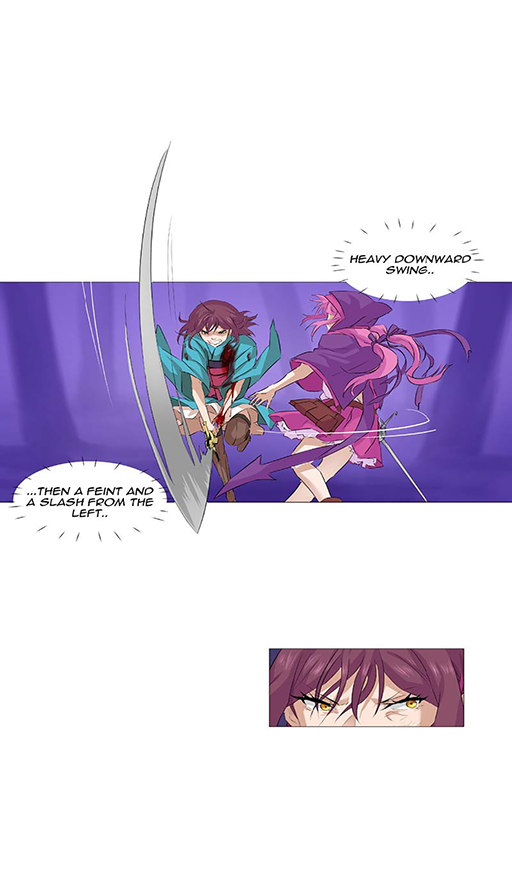 HEAVY DOWNWARD
SWING..
...THEN A FEINT AND
A SLASH FROM THE
LEFT..